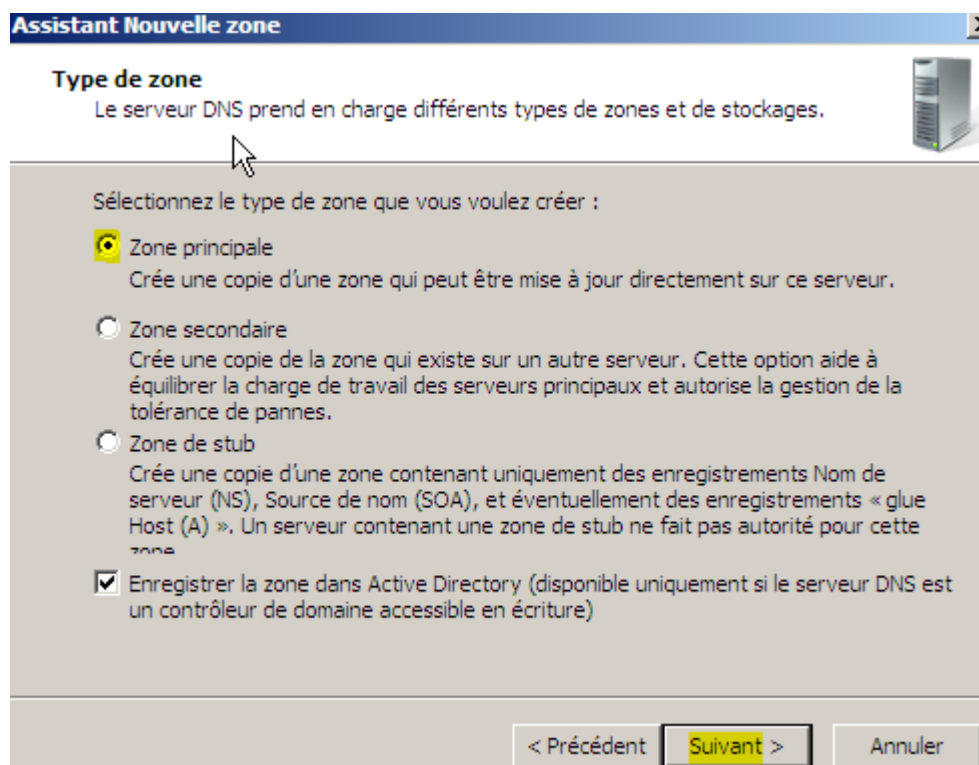 Assistant Nouvelle zone
Type de zone
Le serveur DNS prend en charge différents types de zones et de stockages.
Sélectionnez le type de zone que vous voulez créer :
Zone principale
Crée une copie d'une zone qui peut être mise à jour directement sur ce serveur.
Zone secondaire
Crée une copie de la zone qui existe sur un autre serveur. Cette option aide à
équilibrer la charge de travail des serveurs principaux et autorise la gestion de la
tolérance de pannes.
Zone de stub
Crée une copie d'une zone contenant uniquement des enregistrements Nom de
serveur (NS), Source de nom (SOA), et éventuellement des enregistrements « glue
Host (A) ». Un serveur contenant une zone de stub ne fait pas autorité pour cette
zone
Enregistrer la zone dans Active Directory (disponible uniquement si le serveur DNS est
un contrôleur de domaine accessible en écriture)
< Précédent Suivant > Annuler